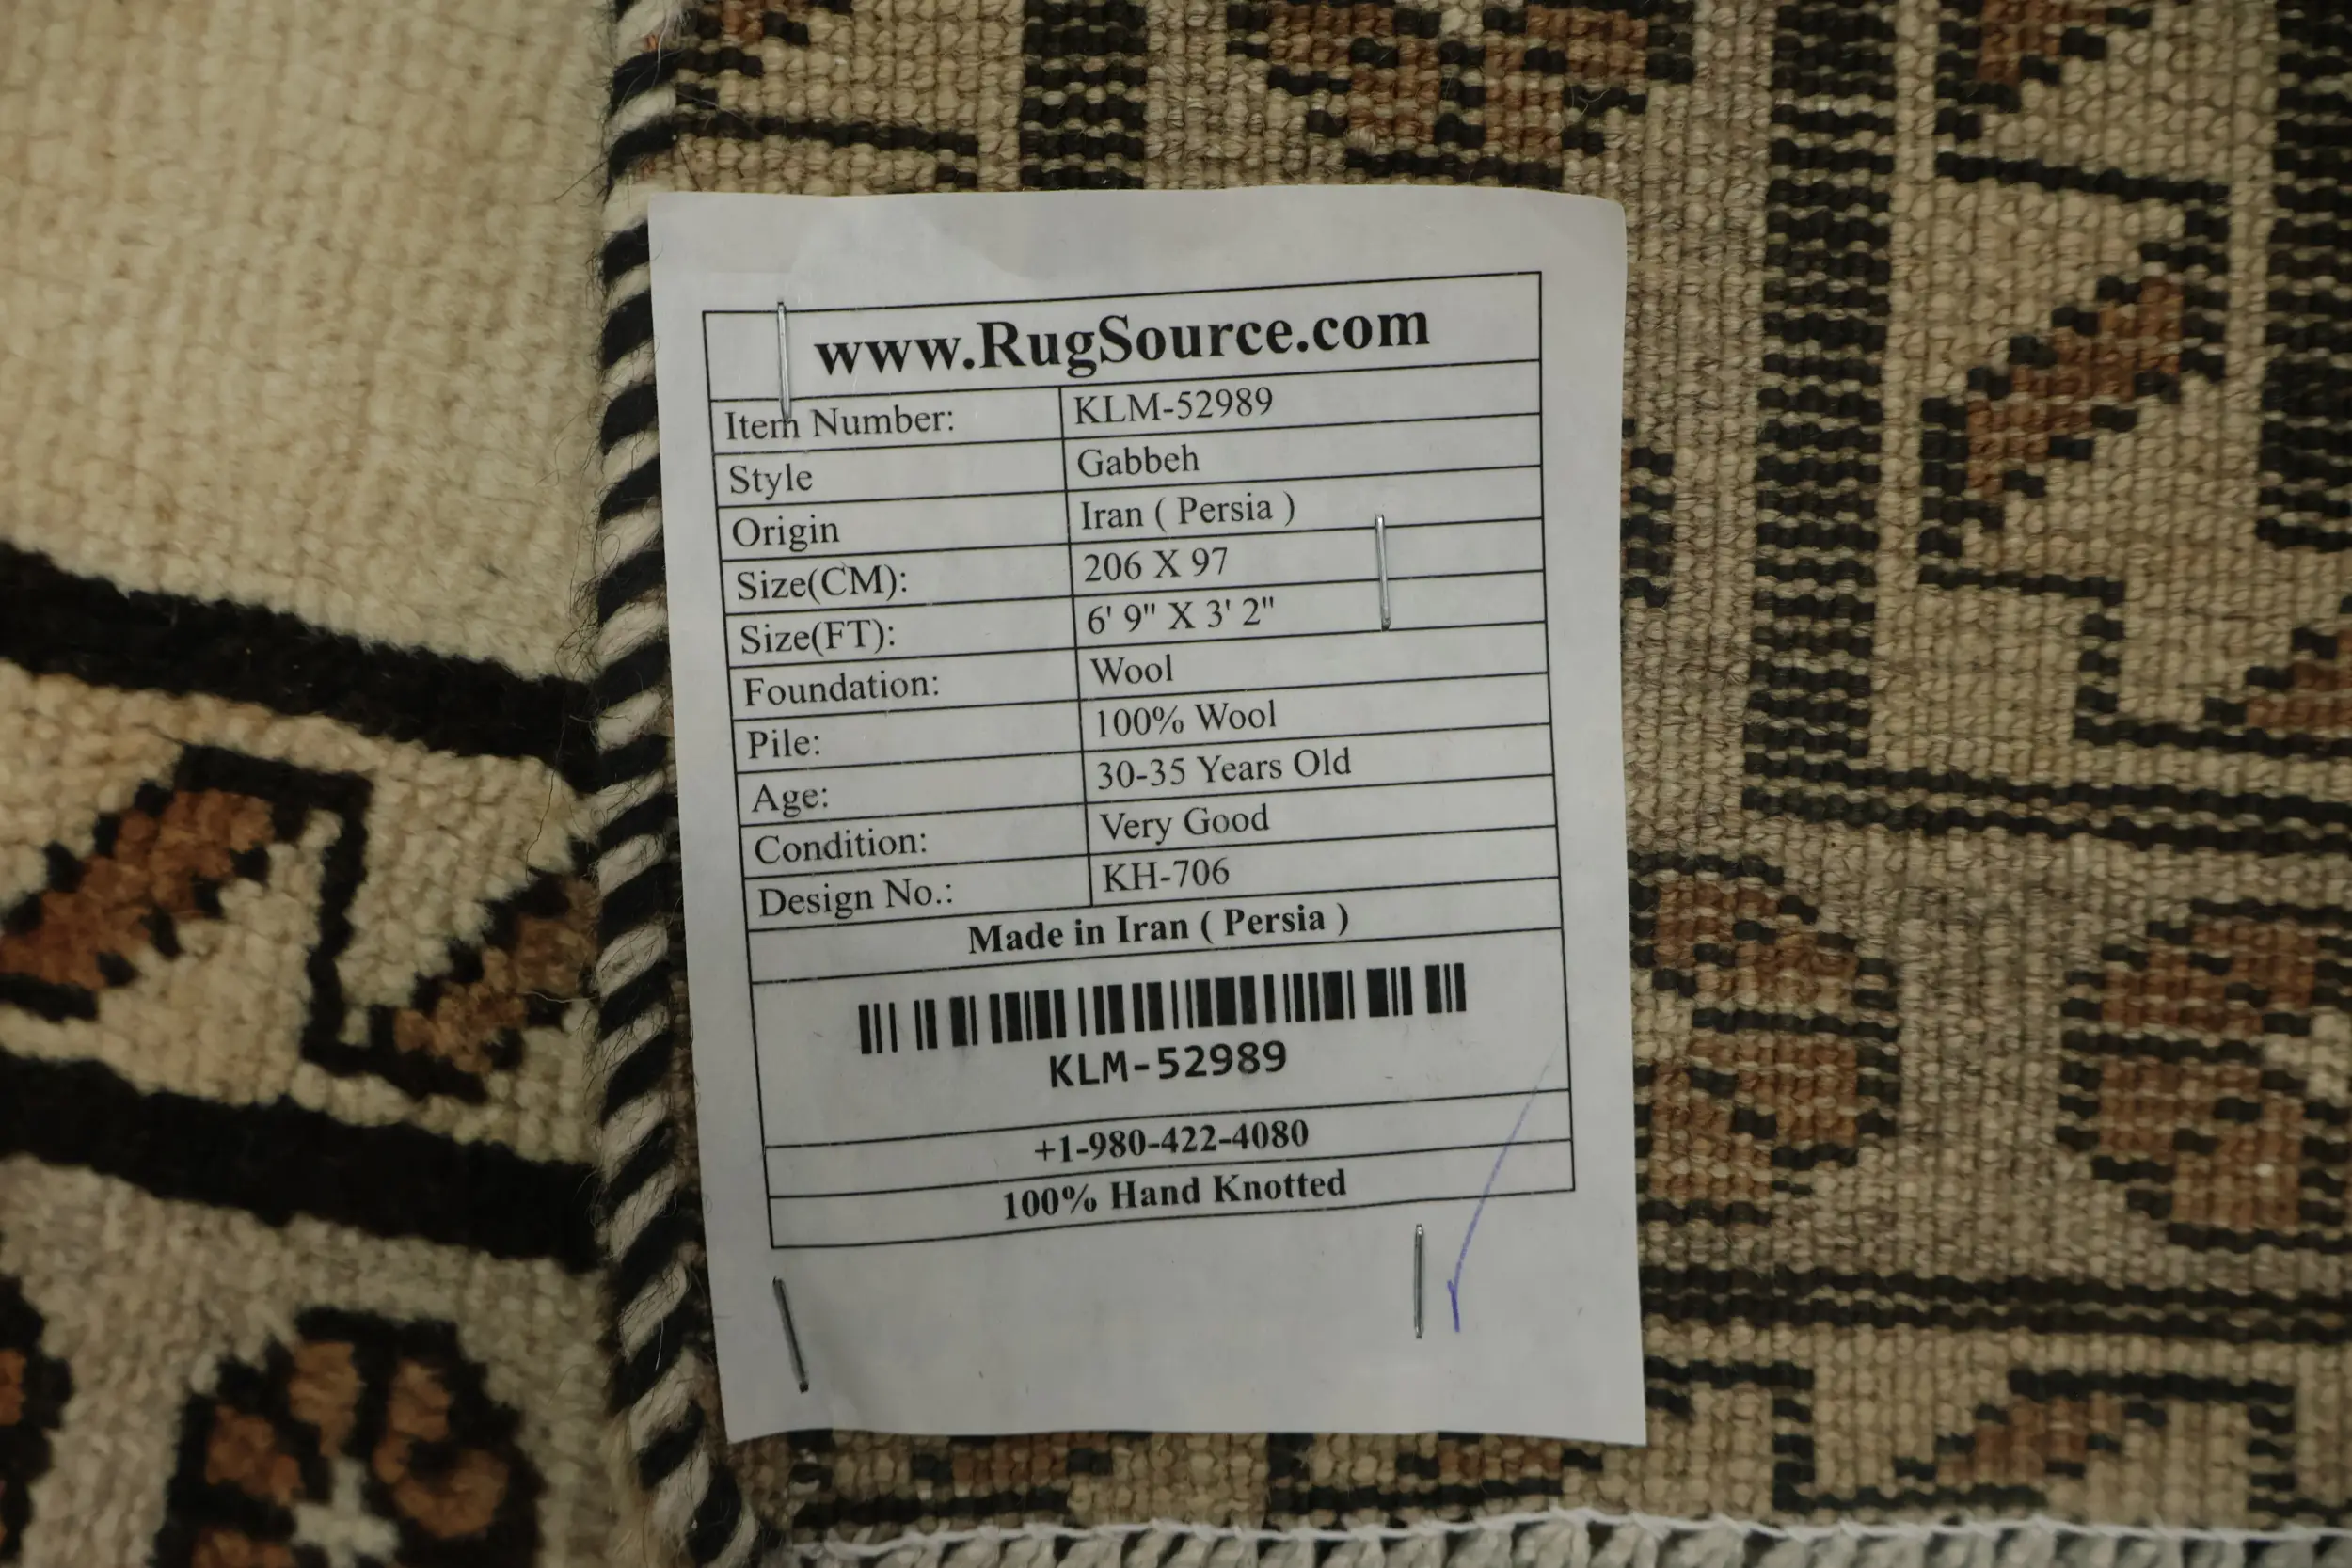 www.RugSource.com
Item Number: KLM-52989
Style Gabbeh
Origin Iran ( Persia )
Size(CM): 206 X 97
Size(FT): 6' 9" X 3' 2"
Foundation: Wool
Pile: 100% Wool
Age: 30-35 Years Old
Condition: Very Good
Design No.: KH-706
Made in Iran ( Persia )
KLM-52989
+1-980-422-4080
100% Hand Knotted